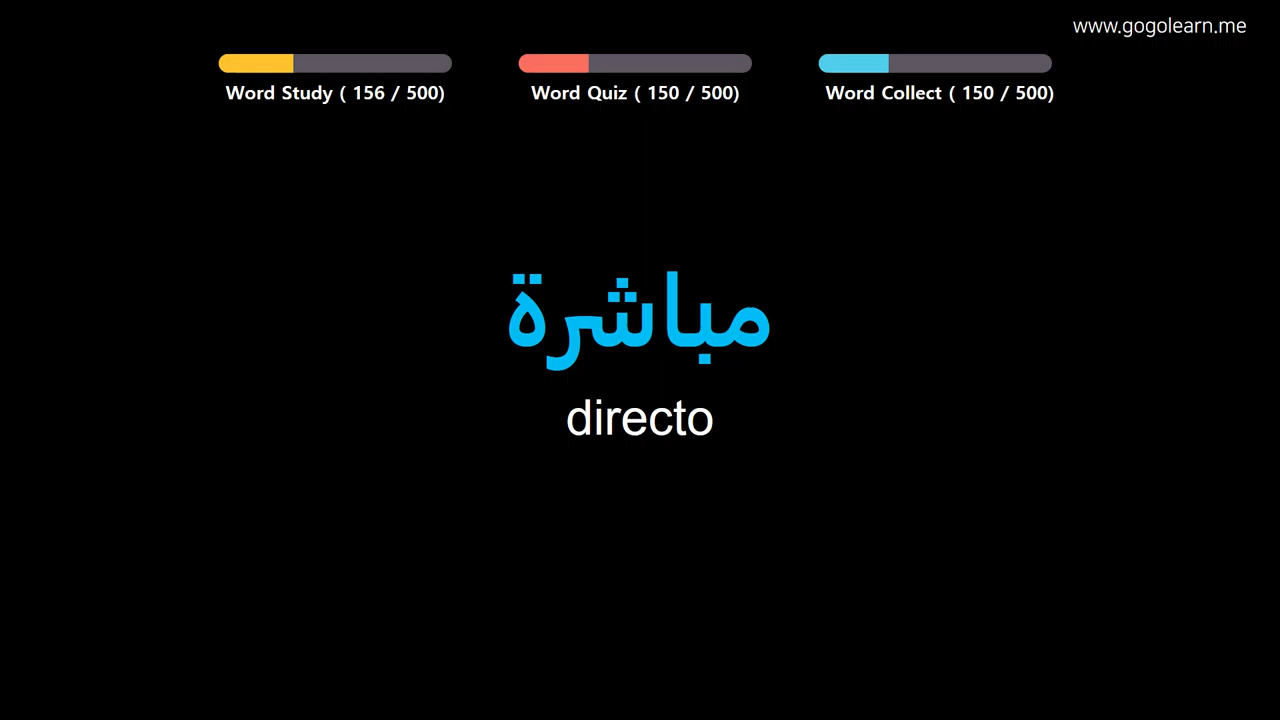 www.gogolearn.me
Word Study ( 156 / 500)
Word Quiz ( 150 / 500)
Word Collect ( 150 / 500)
مباشرة
directo